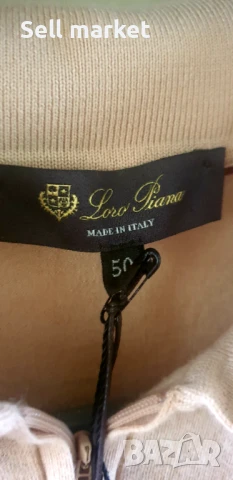 Sell market
Loro Piana
MADE IN ITALY
50
bazar